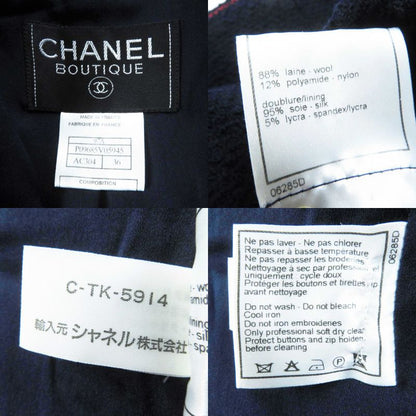 CHANEL
BOUTIQUE
MADE IN FRANCE
FABRIQUÉ EN FRANCE
P09685V05945
AC304 36
COMPOSITION
88% laine - wool
12% polyamide - nylon
doublure/lining
95% soie - silk
5% lycra - spandex/lycra
06285D
C-TK-5914
輸入元 シャネル株式会社
Ne pas laver - Ne pas chlorer
Repasser à basse température
Ne pas repasser les broderies
Nettoyage à sec par professionnel
uniquement cycle doux
Protéger les boutons et tirettes
avant nettoyage
Do not wash - Do not bleach
Cool iron
Do not iron embroideries
Only professional soft dry clean
Protect buttons and zip holder
before cleaning
06285D